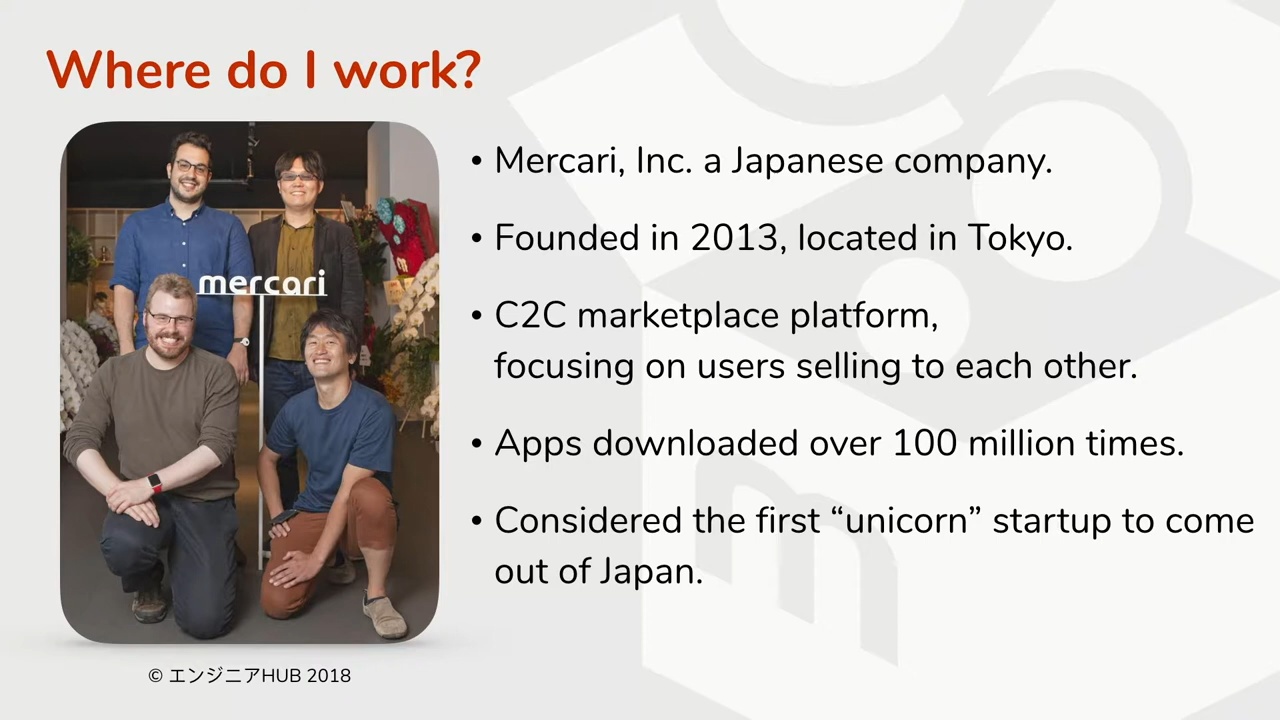 Where do I work?
mercari
• Mercari, Inc. a Japanese company.
• Founded in 2013, located in Tokyo.
• C2C marketplace platform,
focusing on users selling to each other.
• Apps downloaded over 100 million times.
• Considered the first “unicorn” startup to come
out of Japan.
© エンジニアHUB 2018